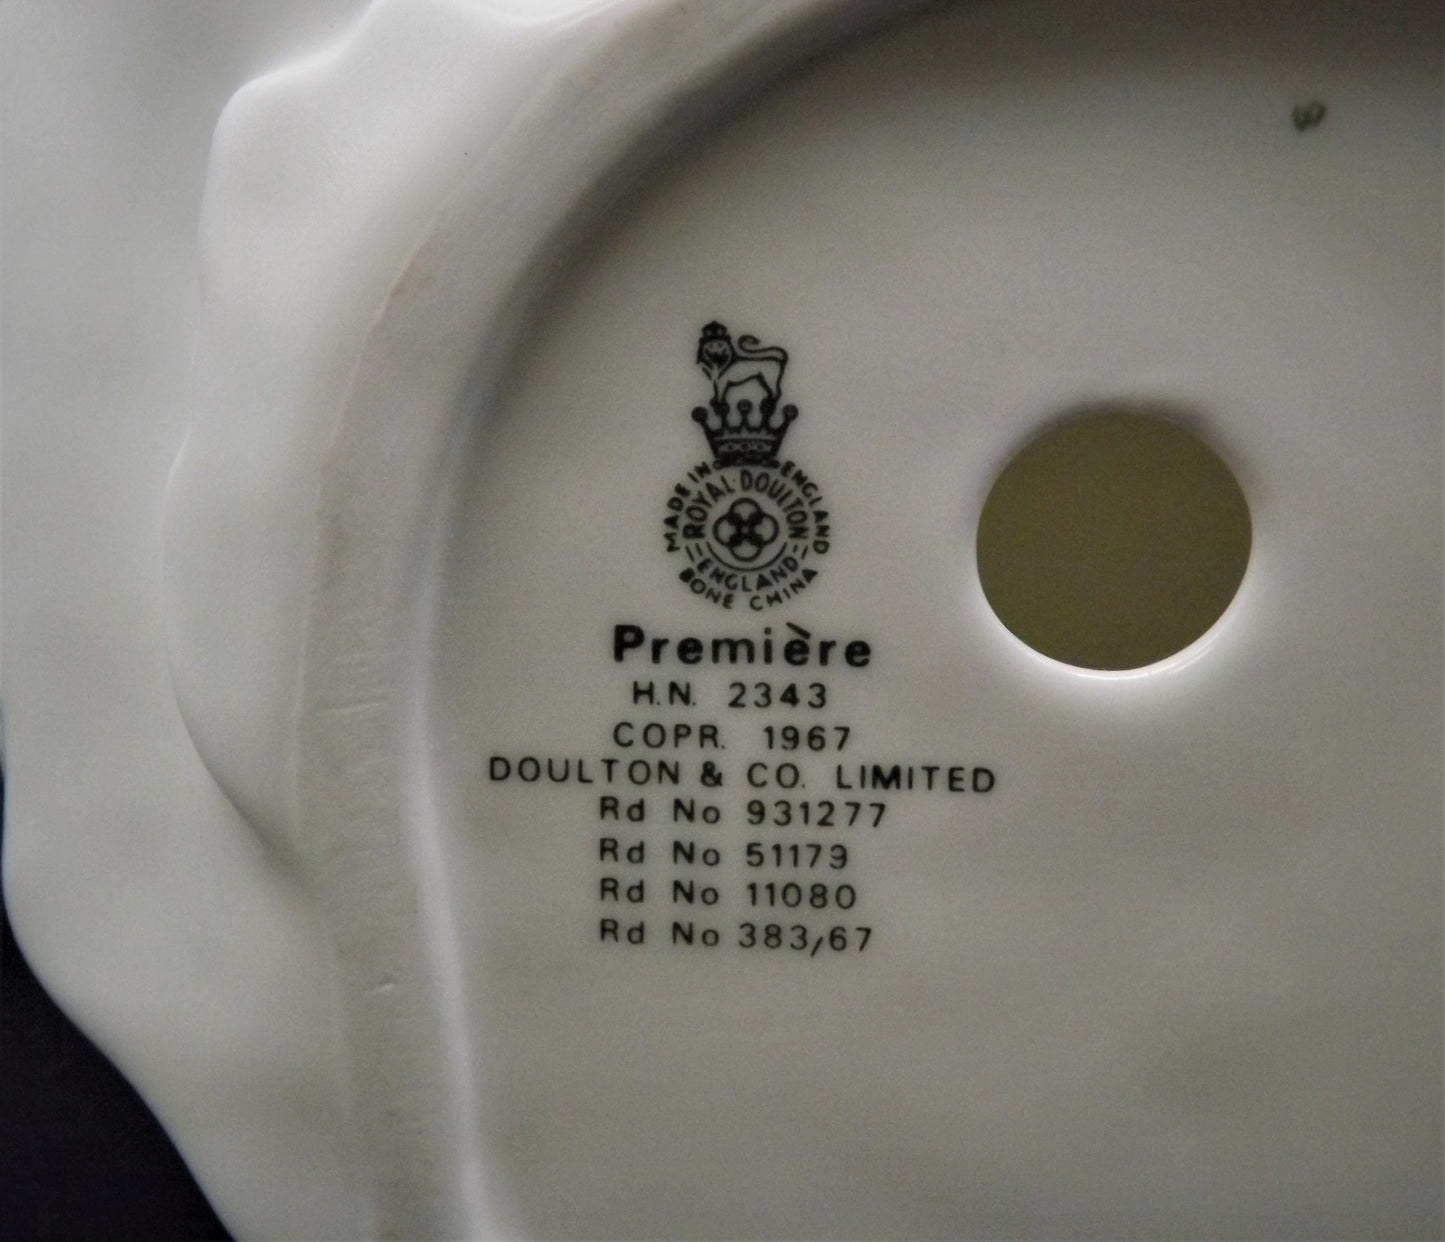 MADE IN ENGLAND
ROYAL·DOULTON
ENGLAND
BONE CHINA
Première
H.N. 2343
COPR. 1967
DOULTON & CO. LIMITED
Rd No 931277
Rd No 51179
Rd No 11080
Rd No 383/67